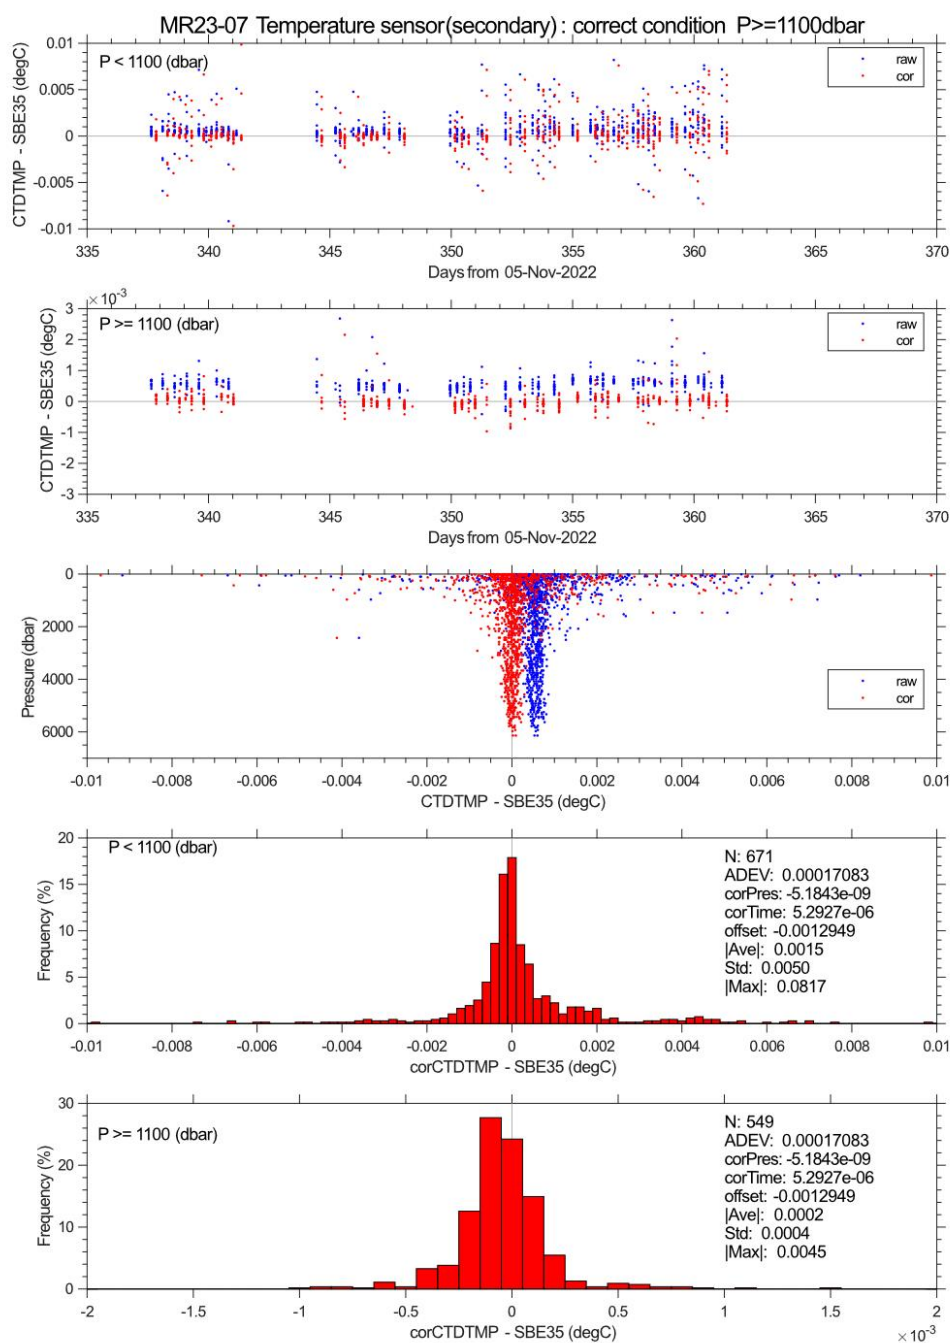 MR23-07 Temperature sensor(secondary) : correct condition P>=1100dbar
CTDTMP - SBE35 (degC)
P < 1100 (dbar)
raw
cor
0.01
0.005
0
-0.005
-0.01
335 340 345 350 355 360 365 370
Days from 05-Nov-2022
× 10⁻³
CTDTMP - SBE35 (degC)
P >= 1100 (dbar)
raw
cor
3
2
1
0
-1
-2
-3
335 340 345 350 355 360 365 370
Days from 05-Nov-2022
Pressure(dbar)
0
2000
4000
6000
raw
cor
-0.01 -0.008 -0.006 -0.004 -0.002 0 0.002 0.004 0.006 0.008 0.01
CTDTMP - SBE35 (degC)
Frequency (%)
P < 1100 (dbar)
20
15
10
5
0
N: 671
ADEV: 0.00017083
corPres: -5.1843e-09
corTime: 5.2927e-06
offset: -0.0012949
|Ave|: 0.0015
Std: 0.0050
|Max|: 0.0817
-0.01 -0.008 -0.006 -0.004 -0.002 0 0.002 0.004 0.006 0.008 0.01
corCTDTMP - SBE35 (degC)
Frequency (%)
P >= 1100 (dbar)
30
20
10
0
N: 549
ADEV: 0.00017083
corPres: -5.1843e-09
corTime: 5.2927e-06
offset: -0.0012949
|Ave|: 0.0002
Std: 0.0004
|Max|: 0.0045
-2 -1.5 -1 -0.5 0 0.5 1 1.5 2
corCTDTMP - SBE35 (degC)
× 10⁻³